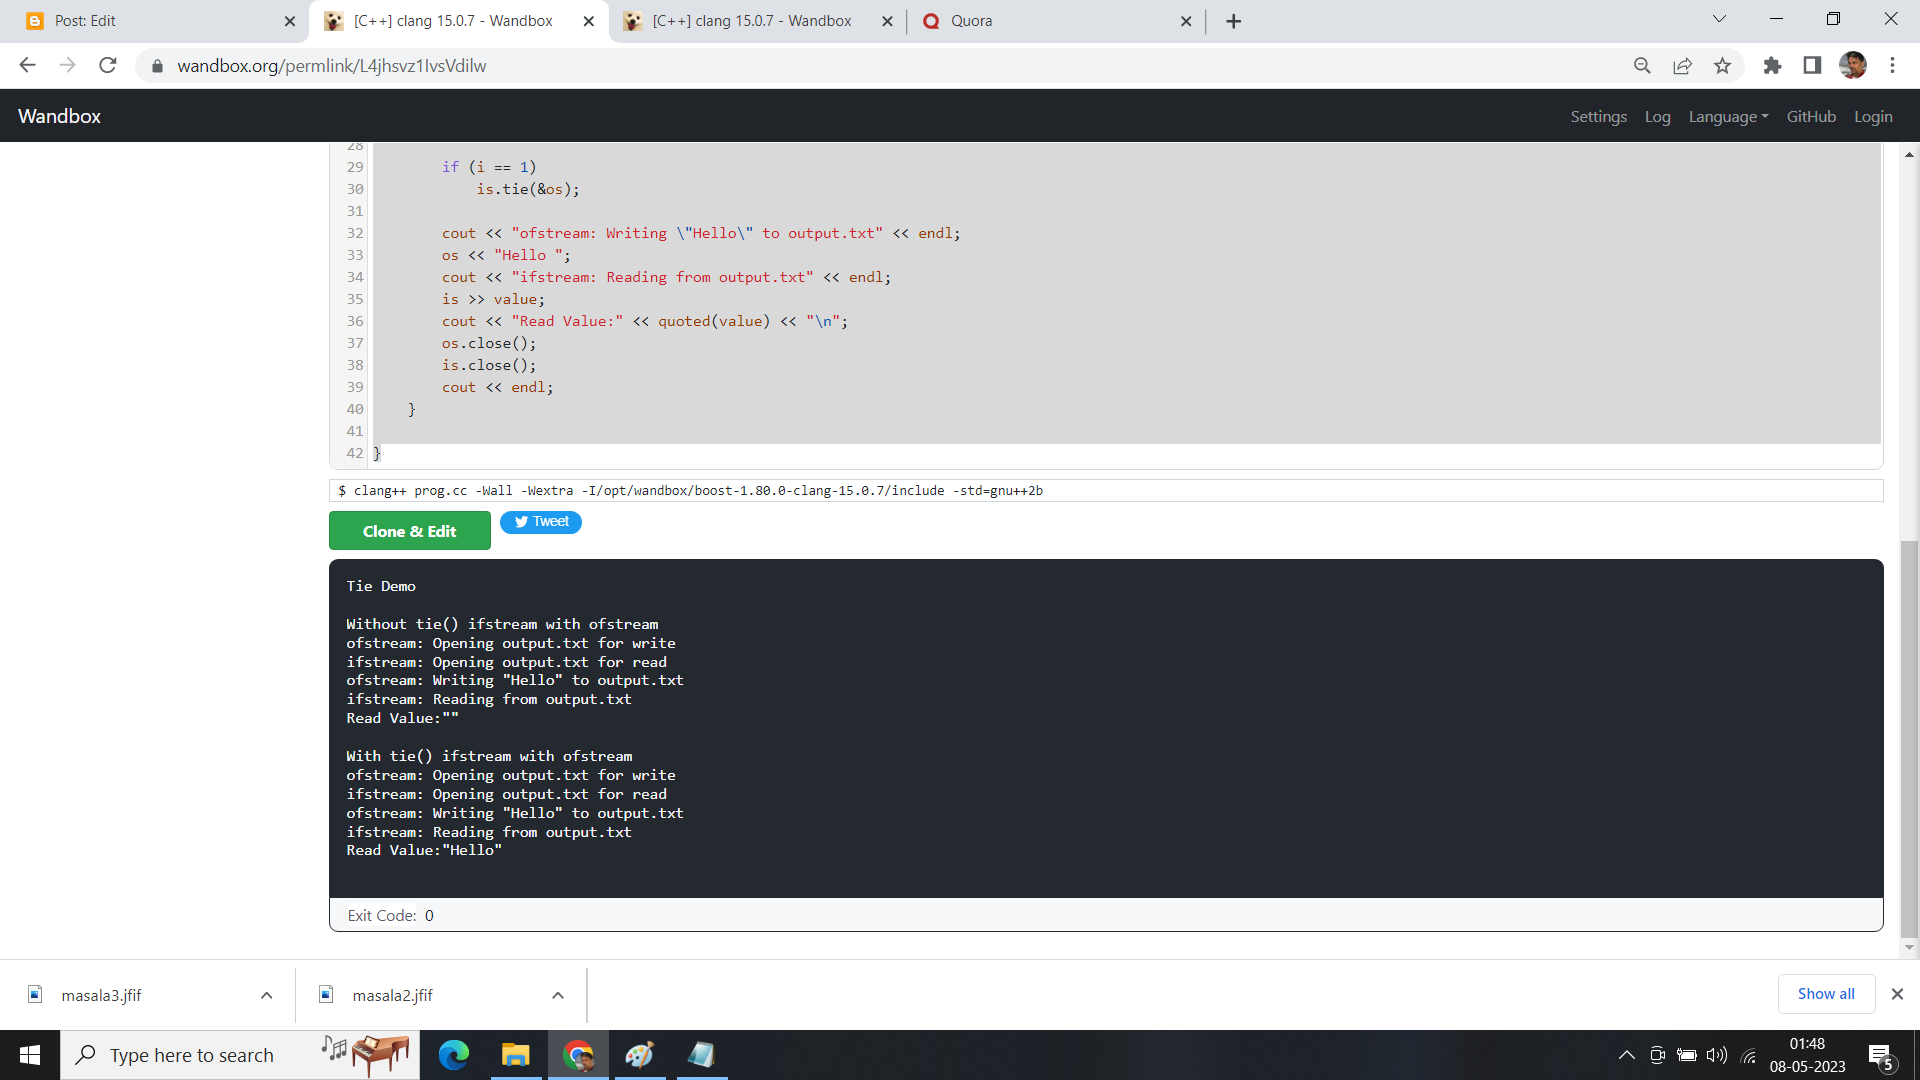 Post: Edit
[C++] clang 15.0.7 - Wandbox
[C++] clang 15.0.7 - Wandbox
Quora
wandbox.org/permlink/L4jhsvz1IvsVdilw
Wandbox
Settings Log Language GitHub Login
28
29 if (i == 1)
30 is.tie(&os);
31
32 cout << "ofstream: Writing \"Hello\" to output.txt" << endl;
33 os << "Hello ";
34 cout << "ifstream: Reading from output.txt" << endl;
35 is >> value;
36 cout << "Read Value:" << quoted(value) << "\n";
37 os.close();
38 is.close();
39 cout << endl;
40 }
41
42 }
$ clang++ prog.cc -Wall -Wextra -I/opt/wandbox/boost-1.80.0-clang-15.0.7/include -std=gnu++2b
Clone & Edit
Tweet
Tie Demo
Without tie() ifstream with ofstream
ofstream: Opening output.txt for write
ifstream: Opening output.txt for read
ofstream: Writing "Hello" to output.txt
ifstream: Reading from output.txt
Read Value:""
With tie() ifstream with ofstream
ofstream: Opening output.txt for write
ifstream: Opening output.txt for read
ofstream: Writing "Hello" to output.txt
ifstream: Reading from output.txt
Read Value:"Hello"
Exit Code: 0
masala3.jfif
masala2.jfif
Show all
Type here to search
01:48
08-05-2023
5